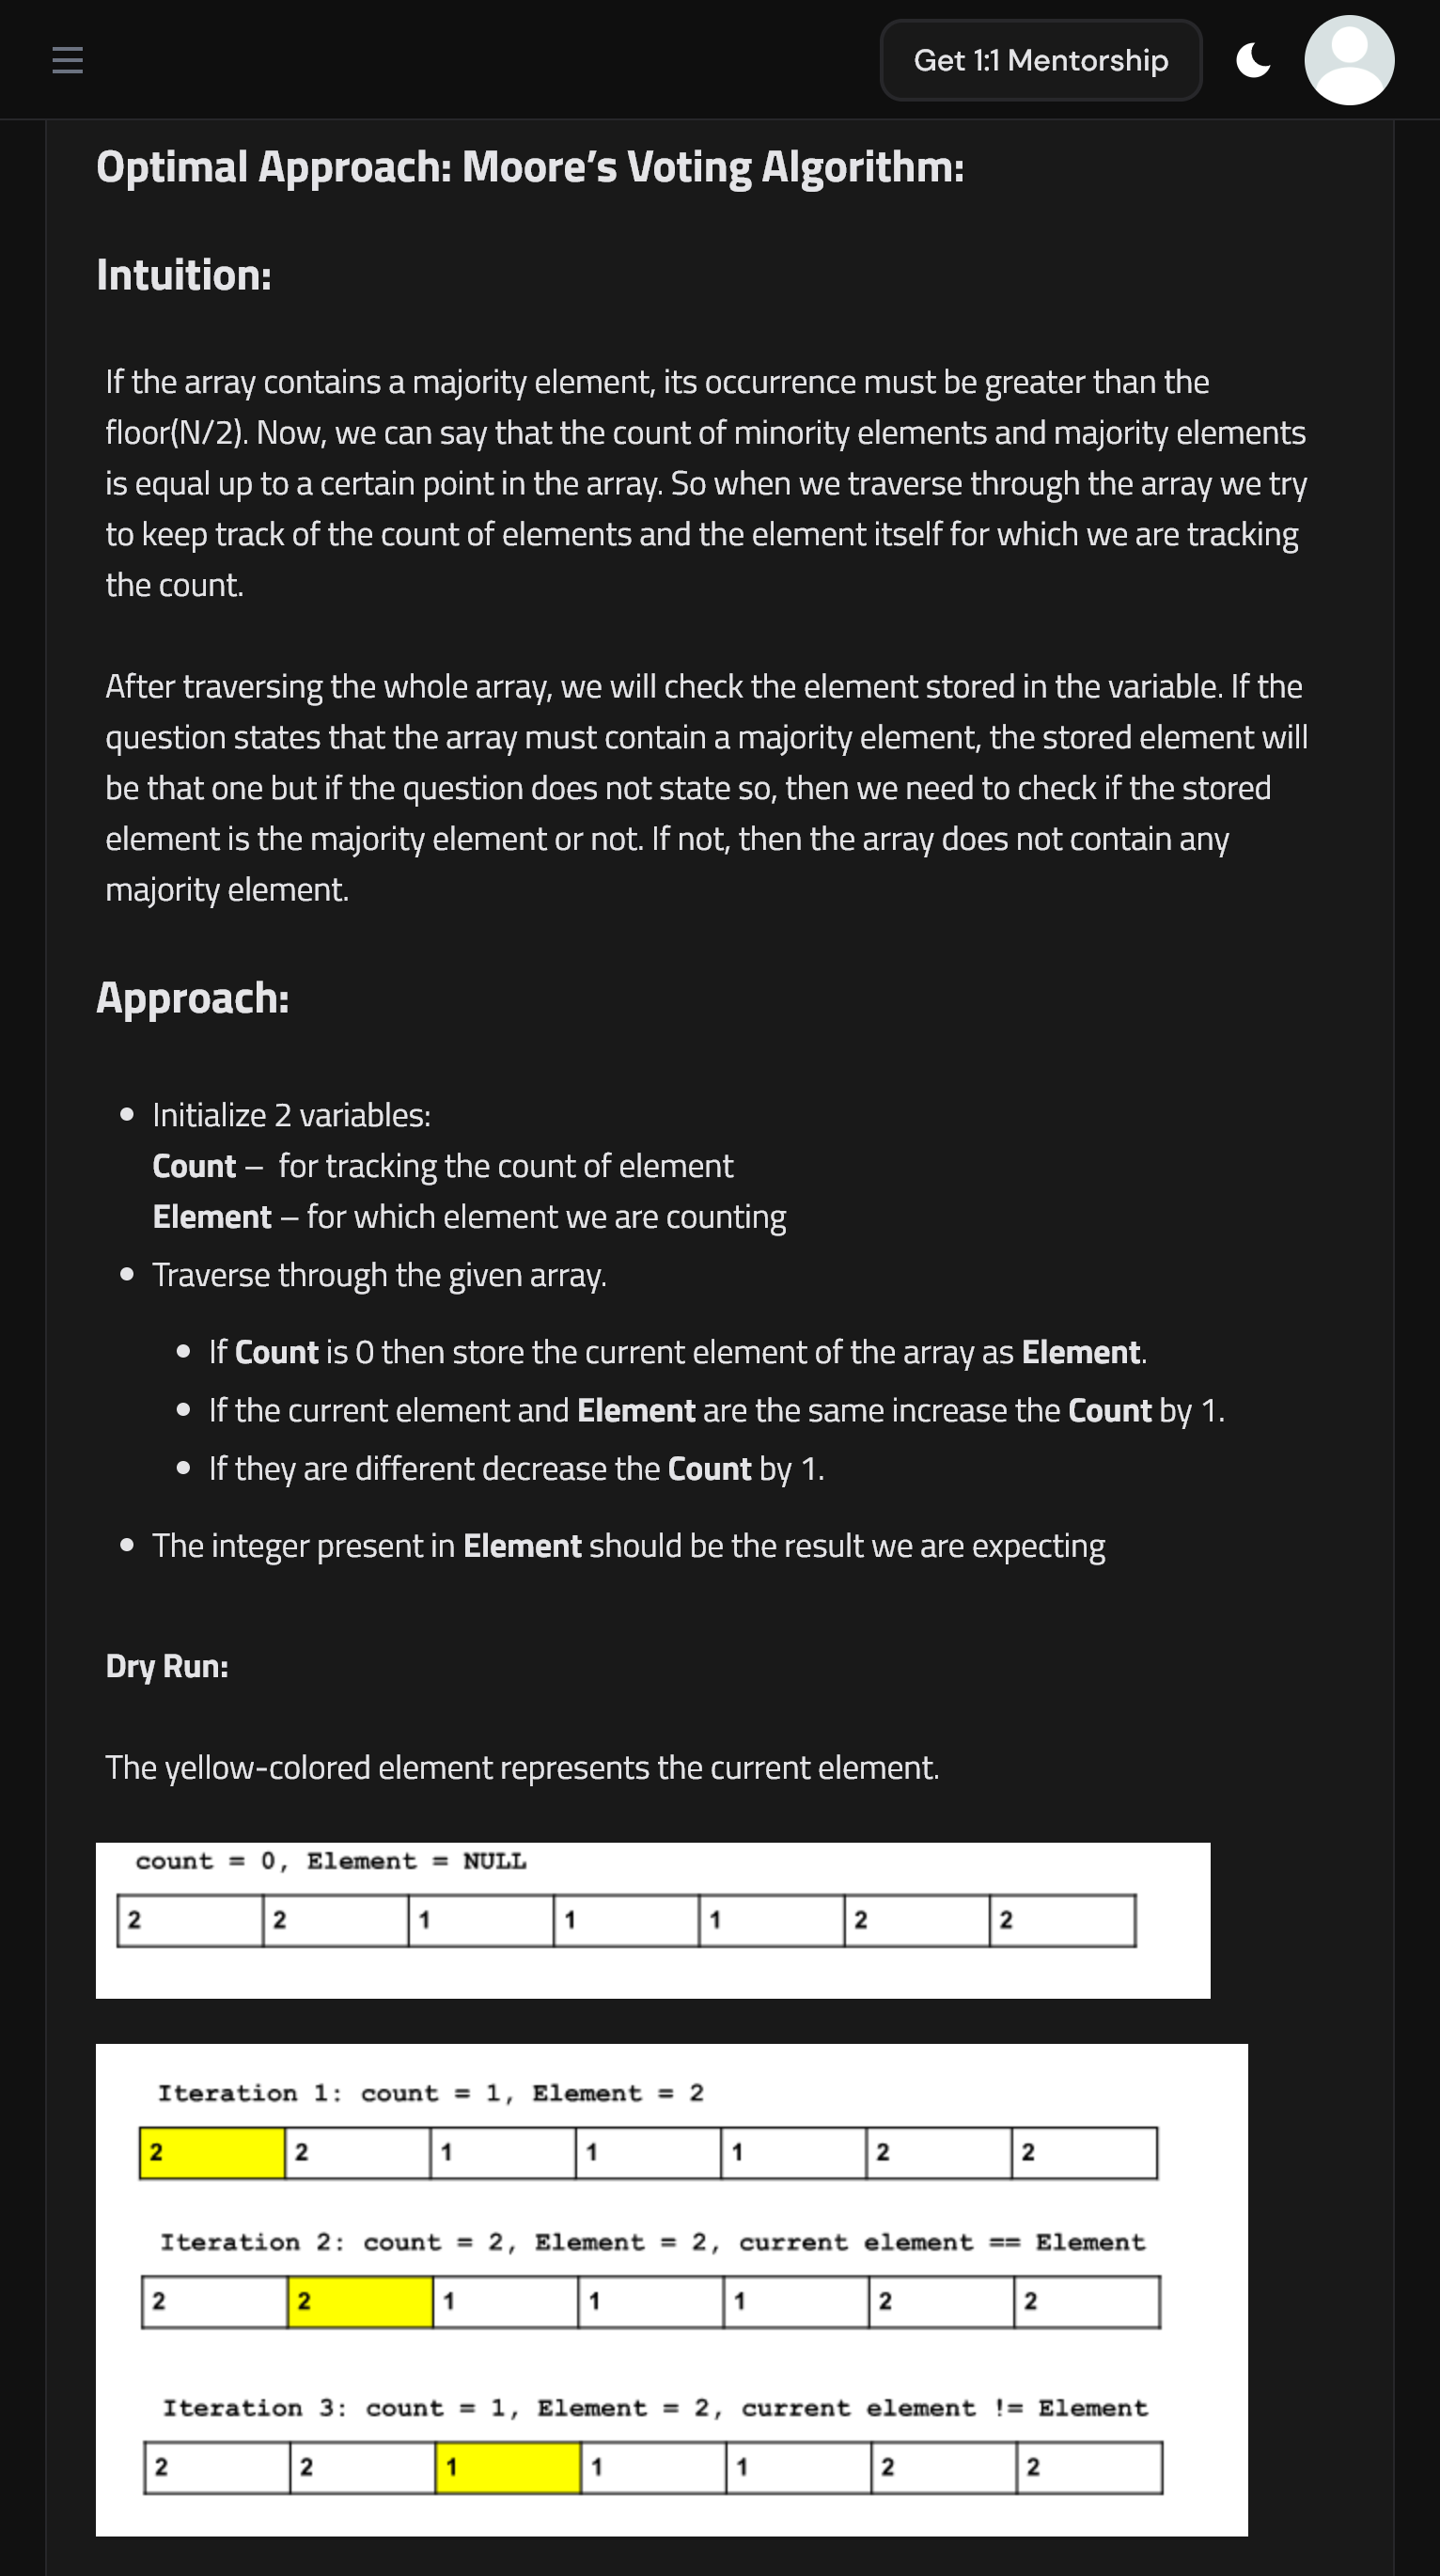 Get 1:1 Mentorship
Optimal Approach: Moore’s Voting Algorithm:
Intuition:
If the array contains a majority element, its occurrence must be greater than the
floor(N/2). Now, we can say that the count of minority elements and majority elements
is equal up to a certain point in the array. So when we traverse through the array we try
to keep track of the count of elements and the element itself for which we are tracking
the count.
After traversing the whole array, we will check the element stored in the variable. If the
question states that the array must contain a majority element, the stored element will
be that one but if the question does not state so, then we need to check if the stored
element is the majority element or not. If not, then the array does not contain any
majority element.
Approach:
Initialize 2 variables:
Count – for tracking the count of element
Element – for which element we are counting
Traverse through the given array.
If Count is 0 then store the current element of the array as Element.
If the current element and Element are the same increase the Count by 1.
If they are different decrease the Count by 1.
The integer present in Element should be the result we are expecting
Dry Run:
The yellow-colored element represents the current element.
count = 0, Element = NULL
2 2 1 1 1 2 2
Iteration 1: count = 1, Element = 2
2 2 1 1 1 2 2
Iteration 2: count = 2, Element = 2, current element == Element
2 2 1 1 1 2 2
Iteration 3: count = 1, Element = 2, current element != Element
2 2 1 1 1 2 2